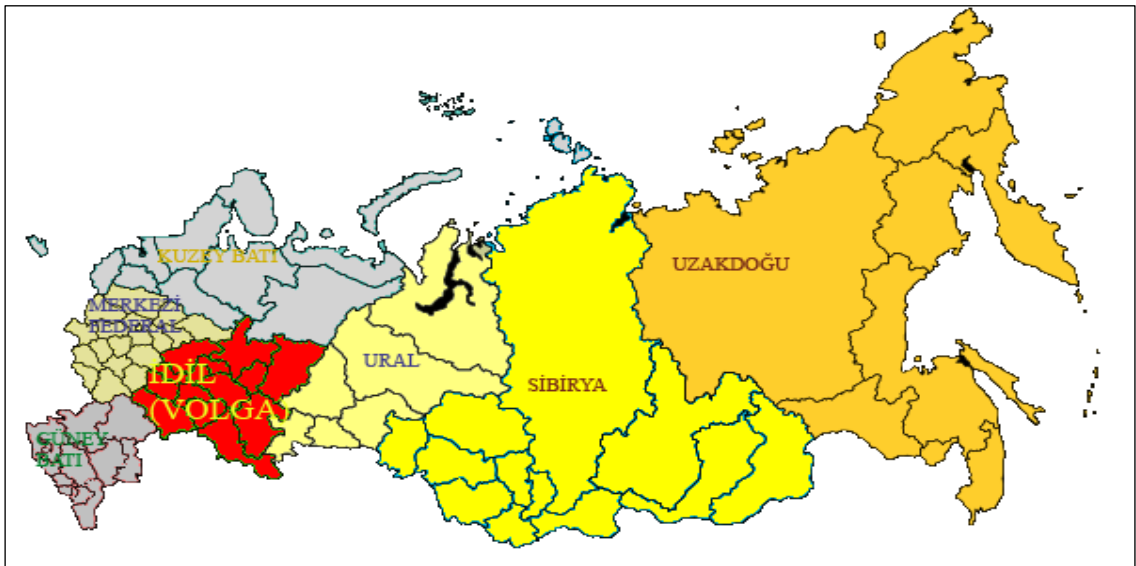 KUZEY BATI
UZAKDOĞU
MERKEZİ
FEDERAL
URAL
İDİL
(VOLGA)
SİBİRYA
GÜNEY
BATI